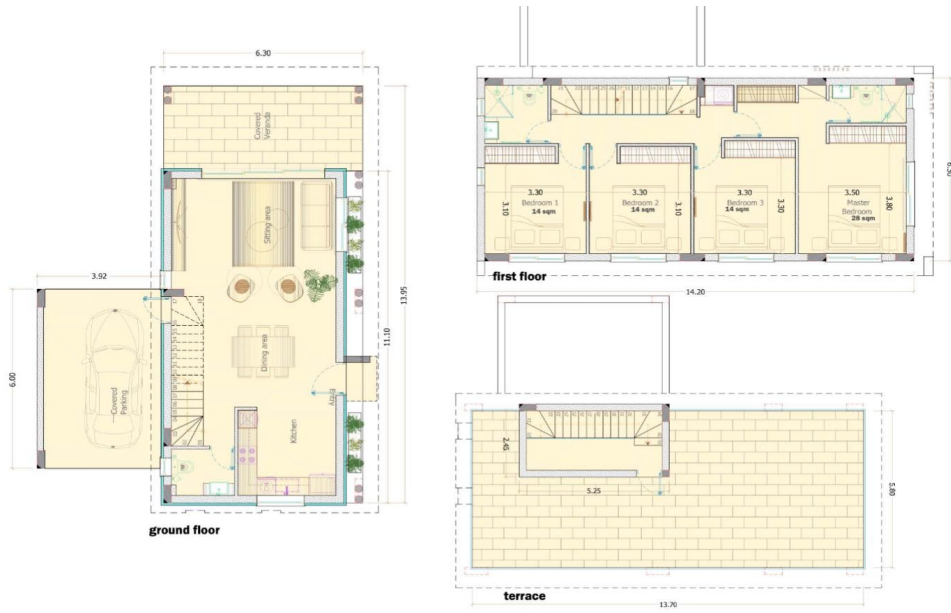 6.30
Covered
Veranda
Sitting area
3.92
13.95
11.10
6.00
Covered
Parking
Dining area
Entry
Kitchen
ground floor
6.30
3.30
Bedroom 1
14 sqm
3.10
3.30
Bedroom 2
14 sqm
3.10
3.30
Bedroom 3
14 sqm
3.30
3.50
Master
Bedroom
28 sqm
3.80
first floor
14.20
2.45
5.25
5.80
terrace
13.70